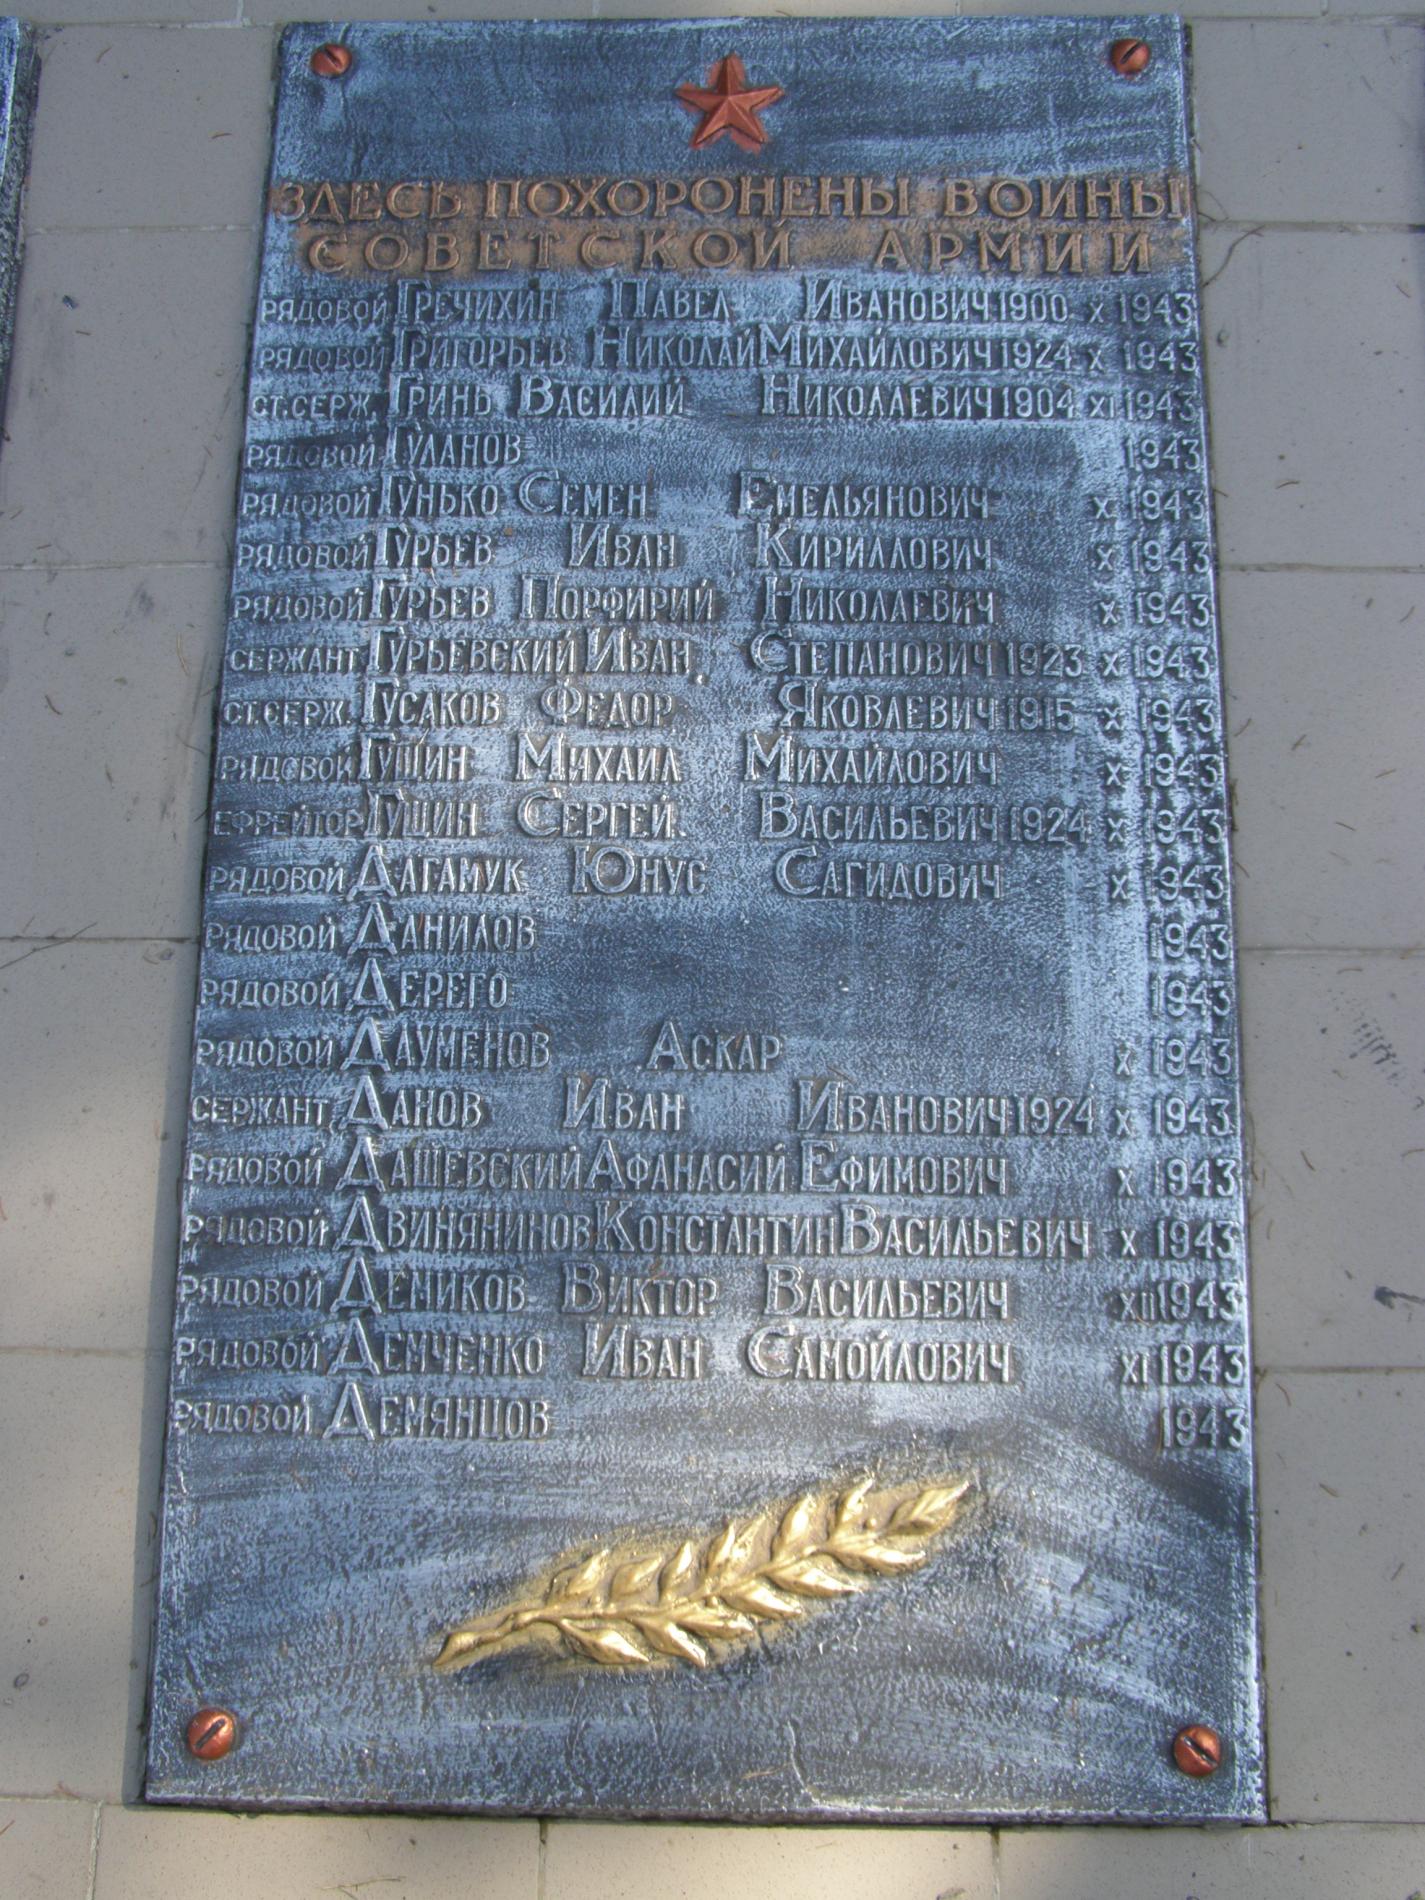 ЗДЕСЬ ПОХОРОНЕНЫ ВОИНЫ
СОВЕТСКОЙ АРМИИ
РЯДОВОЙ ГРЕЧИХИН ПАВЕЛ ИВАНОВИЧ 1900 X 1943
РЯДОВОЙ ГРИГОРЬЕВ НИКОЛАЙ МИХАЙЛОВИЧ 1924 X 1943
СТ.СЕРЖ. ГРИНЬ ВАСИЛИЙ НИКОЛАЕВИЧ 1904 XI 1943
РЯДОВОЙ ГУЛАНОВ 1943
РЯДОВОЙ ГУНЬКО СЕМЕН ЕМЕЛЬЯНОВИЧ X 1943
РЯДОВОЙ ГУРЬЕВ ИВАН КИРИЛЛОВИЧ X 1943
РЯДОВОЙ ГУРЬЕВ ПОРФИРИЙ НИКОЛАЕВИЧ X 1943
СЕРЖАНТ ГУРЬЕВСКИЙ ИВАН СТЕПАНОВИЧ 1923 X 1943
СТ.СЕРЖ. ГУСАКОВ ФЕДОР ЯКОВЛЕВИЧ 1915 X 1943
РЯДОВОЙ ГУЩИН МИХАИЛ МИХАЙЛОВИЧ X 1943
ЕФРЕЙТОР ГУЩИН СЕРГЕЙ ВАСИЛЬЕВИЧ 1924 X 1943
РЯДОВОЙ ДАГАМУК ЮНУС САГИДОВИЧ X 1943
РЯДОВОЙ ДАНИЛОВ 1943
РЯДОВОЙ ДЕРЕГО 1943
РЯДОВОЙ ДАУМЕНОВ АСКАР X 1943
СЕРЖАНТ ДАНОВ ИВАН ИВАНОВИЧ 1924 X 1943
РЯДОВОЙ ДАШЕВСКИЙ АФАНАСИЙ ЕФИМОВИЧ X 1943
РЯДОВОЙ ДВИНЯНИНОВ КОНСТАНТИН ВАСИЛЬЕВИЧ X 1943
РЯДОВОЙ ДЕМИКОВ ВИКТОР ВАСИЛЬЕВИЧ XII 1943
РЯДОВОЙ ДЕМЧЕНКО ИВАН САМОЙЛОВИЧ XI 1943
РЯДОВОЙ ДЕМЯНЦОВ 1943